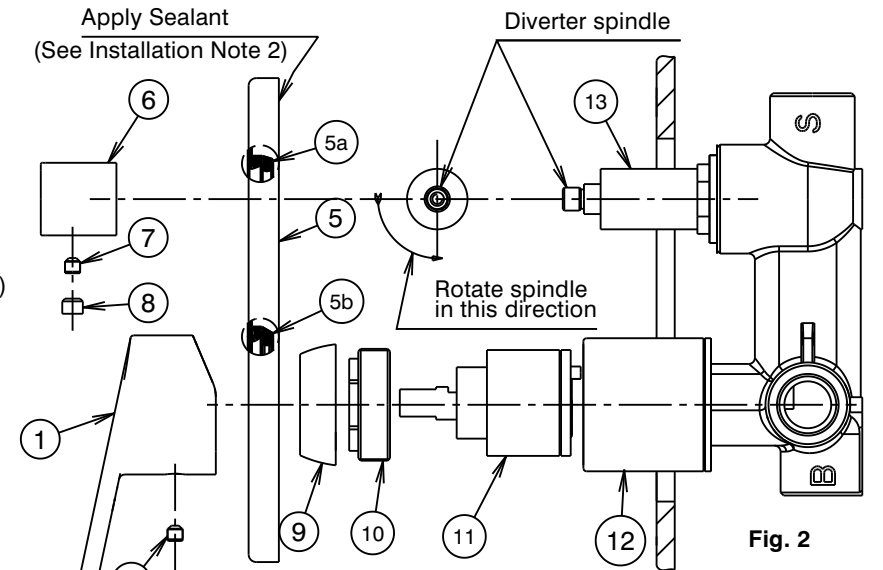 Apply Sealant
(See Installation Note 2)
Diverter spindle
6
5a
13
S
7
5
)
8
5b
Rotate spindle
in this direction
1
9
10
11
12
B
Fig. 2